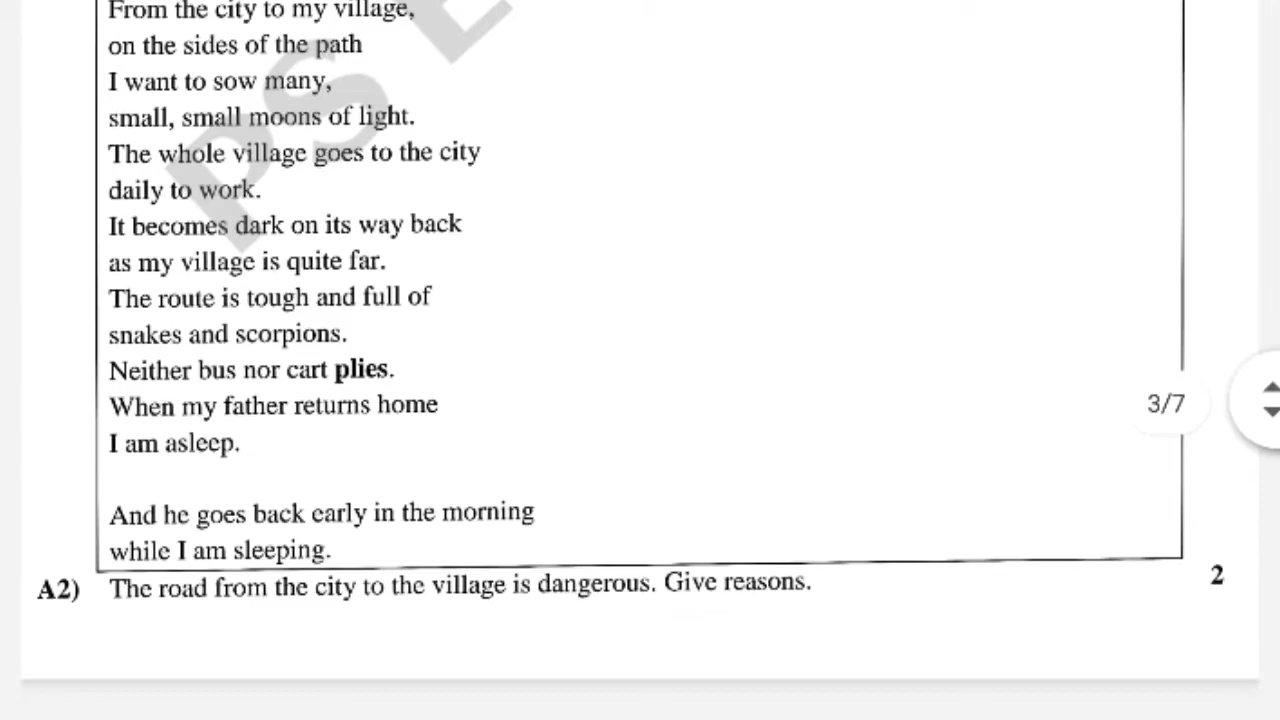 From the city to my village,
on the sides of the path
I want to sow many,
small, small moons of light.
The whole village goes to the city
daily to work.
It becomes dark on its way back
as my village is quite far.
The route is tough and full of
snakes and scorpions.
Neither bus nor cart plies.
When my father returns home
3/7
I am asleep.
And he goes back early in the morning
while I am sleeping.
A2) The road from the city to the village is dangerous. Give reasons. 2